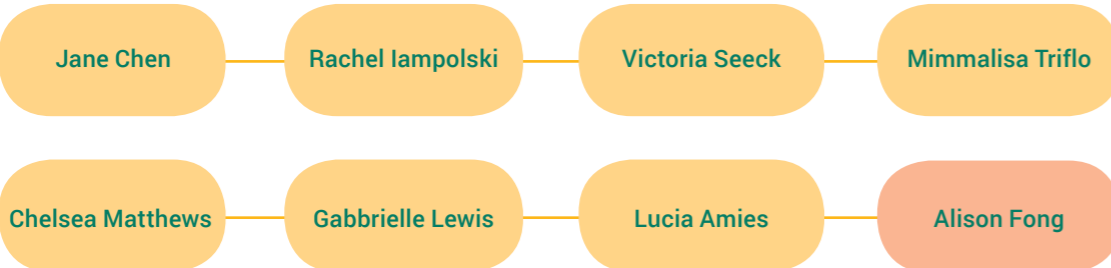 Jane Chen
Rachel Iampolski
Victoria Seeck
Mimmalisa Triflo
Chelsea Matthews
Gabbrielle Lewis
Lucia Amies
Alison Fong